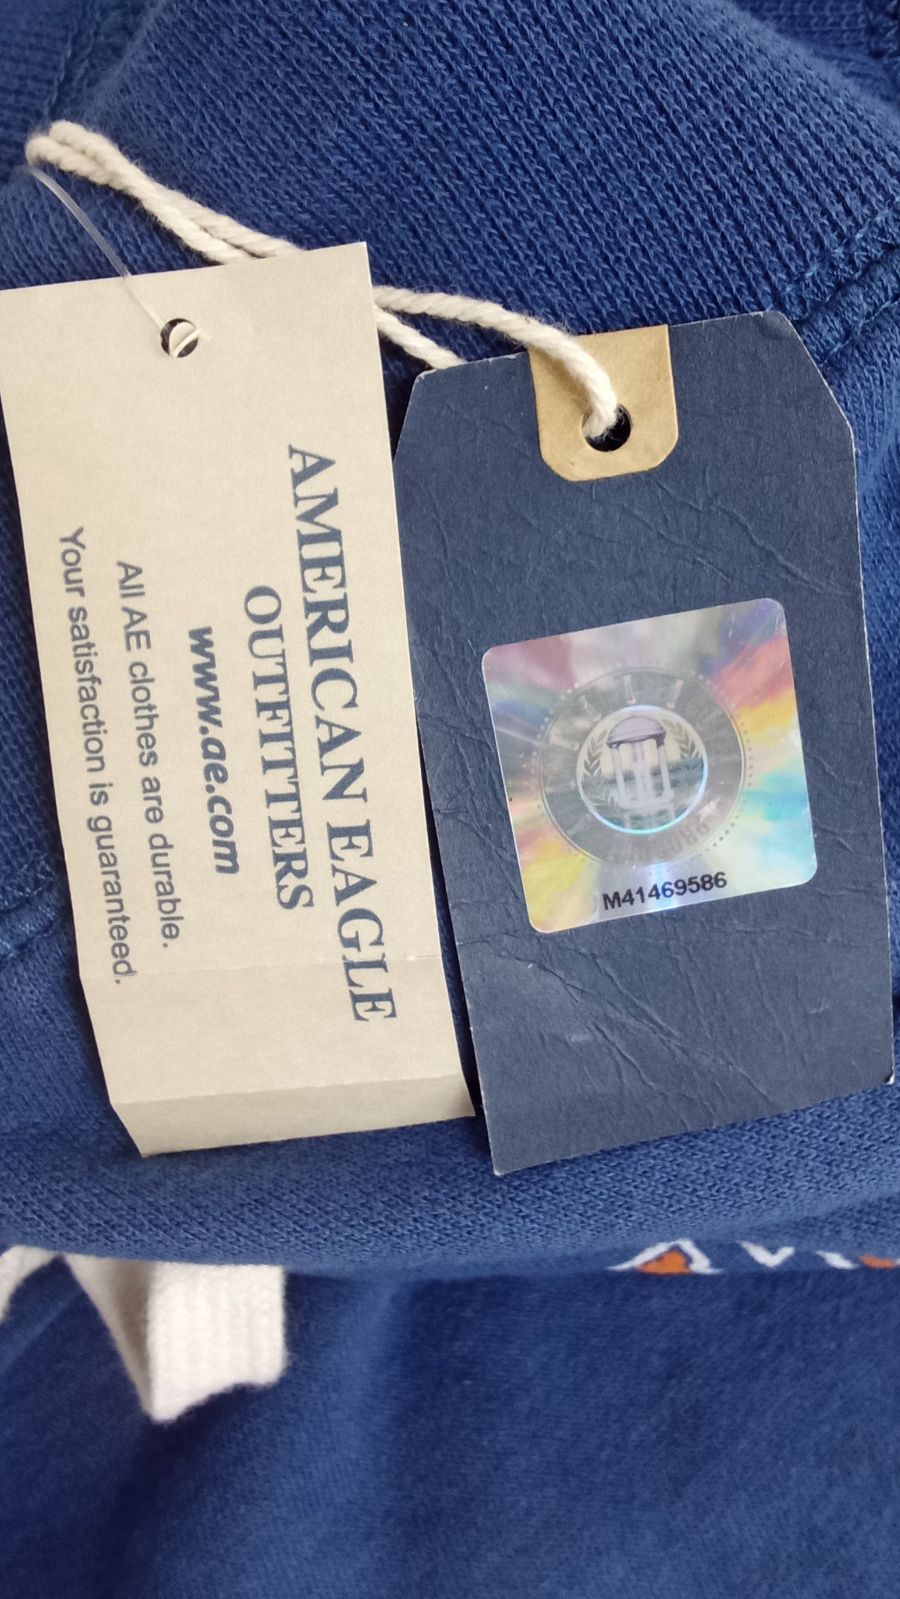 AMERICAN EAGLE
OUTFITTERS
www.ae.com
All AE clothes are durable.
Your satisfaction is guaranteed.
M41469586